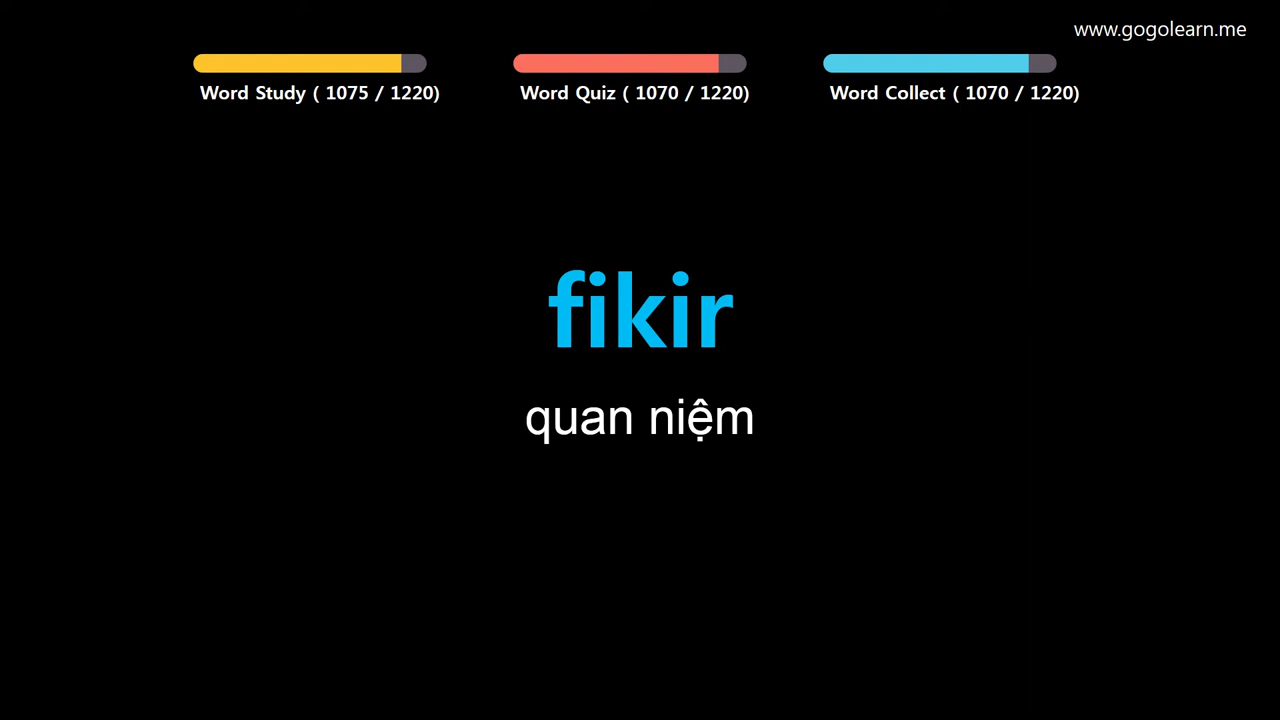 www.gogolearn.me
Word Study ( 1075 / 1220)
Word Quiz ( 1070 / 1220)
Word Collect ( 1070 / 1220)
fikir
quan niệm